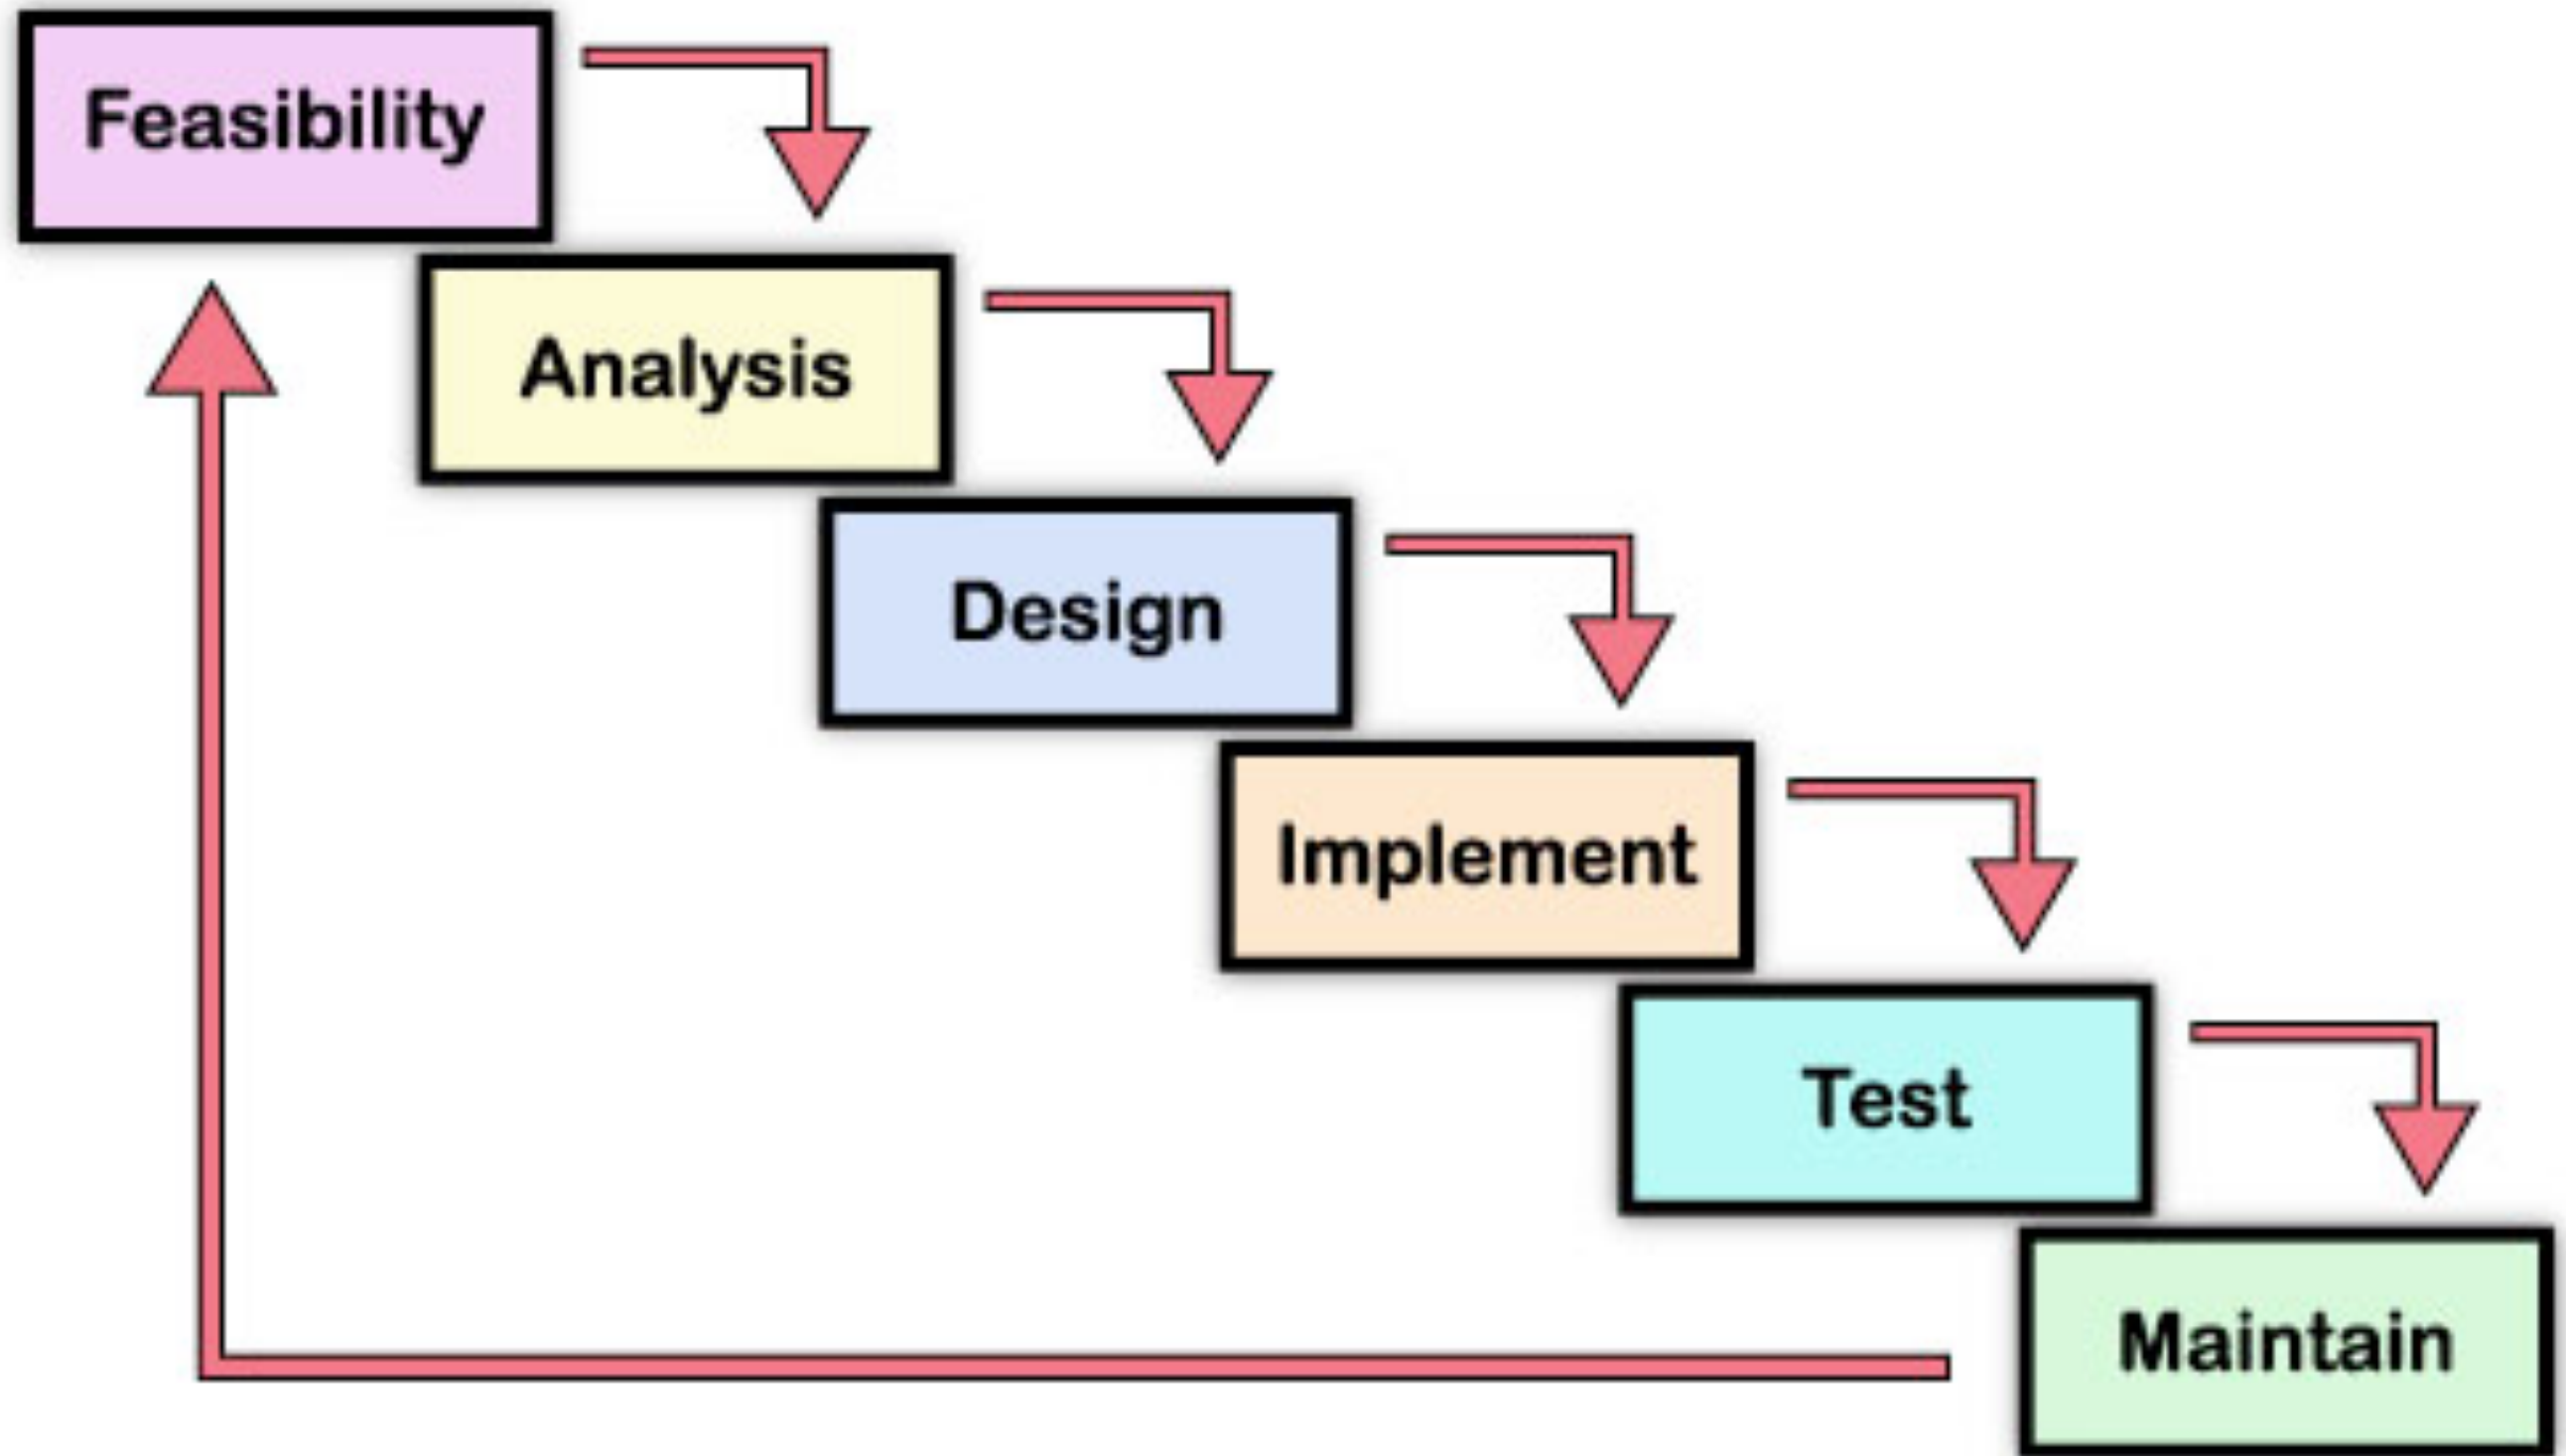 Feasibility
Analysis
Design
Implement
Test
Maintain